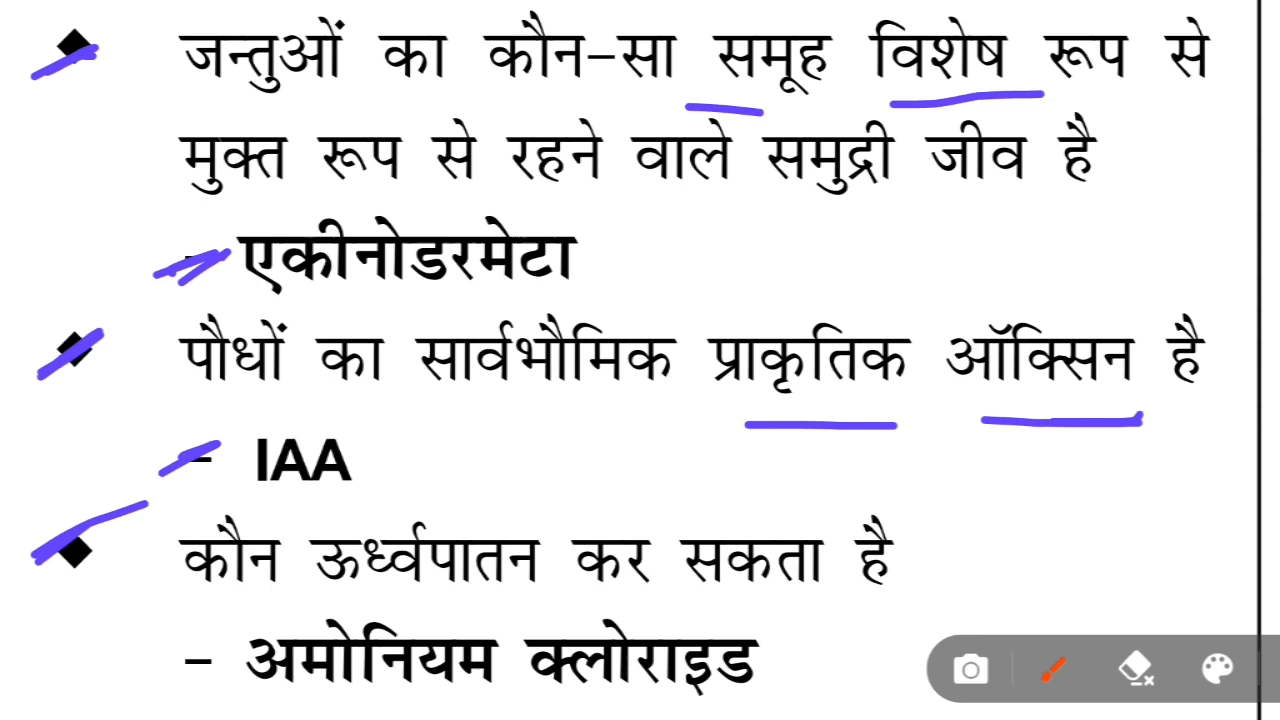 ◆ जन्तुओं का कौन-सा समूह विशेष रूप से
मुक्त रूप से रहने वाले समुद्री जीव है
- एकीनोडरमेटा
◆ पौधों का सार्वभौमिक प्राकृतिक ऑक्सिन है
- IAA
◆ कौन ऊर्ध्वपातन कर सकता है
- अमोनियम क्लोराइड